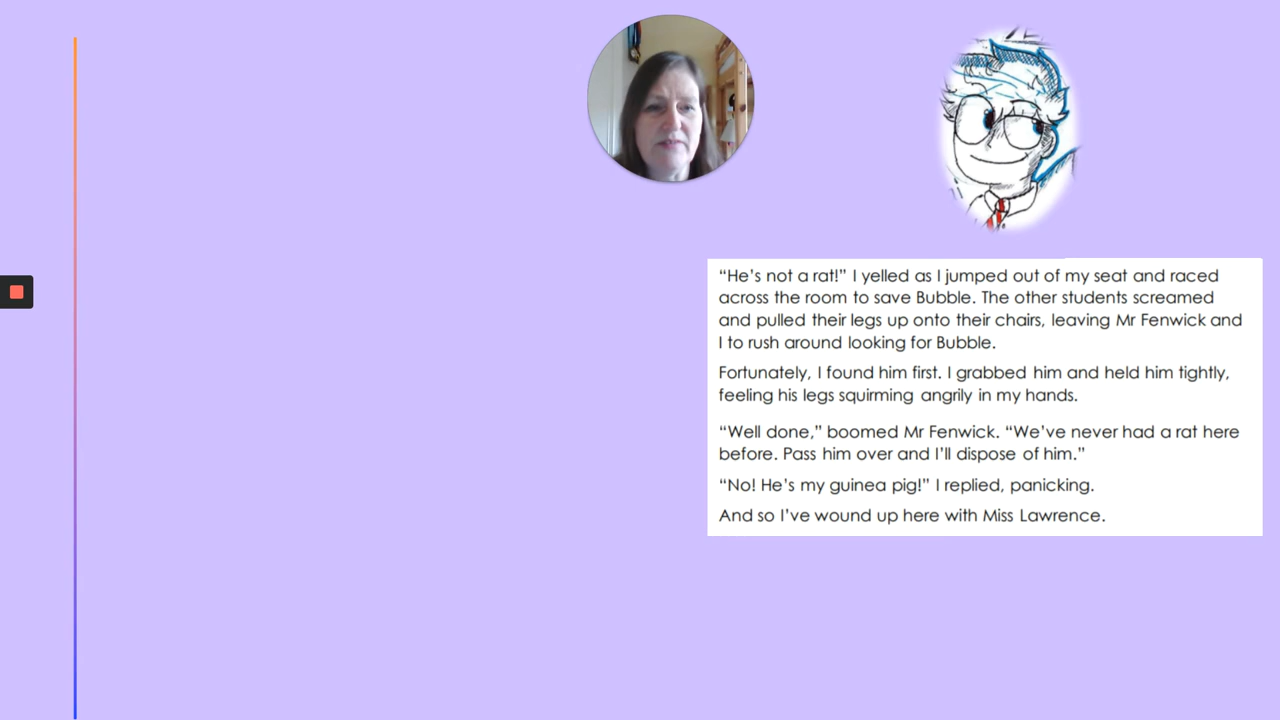 “He’s not a rat!” I yelled as I jumped out of my seat and raced
across the room to save Bubble. The other students screamed
and pulled their legs up onto their chairs, leaving Mr Fenwick and
I to rush around looking for Bubble.
Fortunately, I found him first. I grabbed him and held him tightly,
feeling his legs squirming angrily in my hands.
“Well done,” boomed Mr Fenwick. “We’ve never had a rat here
before. Pass him over and I’ll dispose of him.”
“No! He’s my guinea pig!” I replied, panicking.
And so I’ve wound up here with Miss Lawrence.